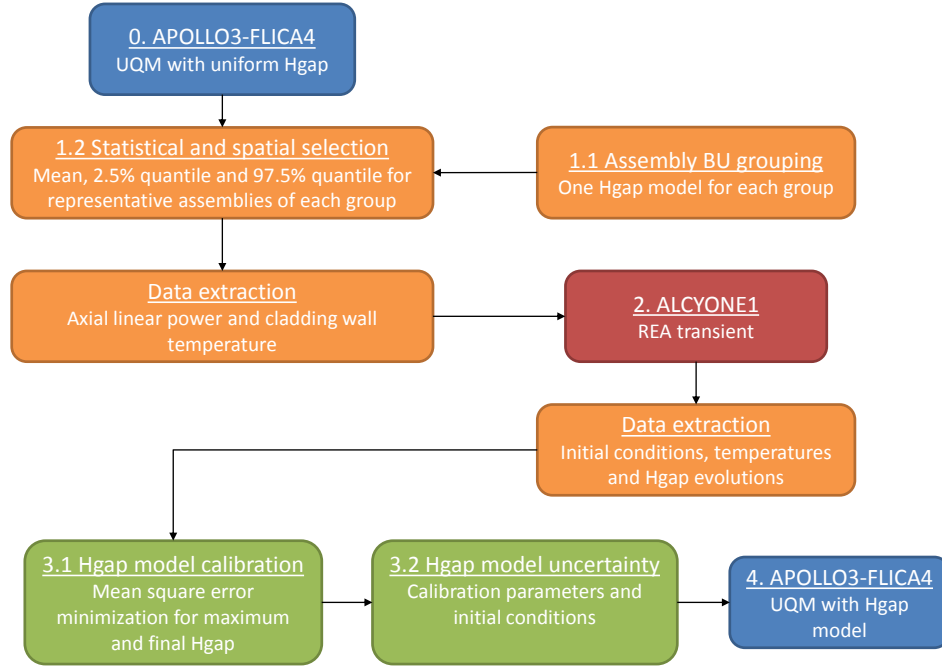 0. APOLLO3-FLICA4
UQM with uniform Hgap
1.2 Statistical and spatial selection
Mean, 2.5% quantile and 97.5% quantile for
representative assemblies of each group
1.1 Assembly BU grouping
One Hgap model for each group
Data extraction
Axial linear power and cladding wall
temperature
2. ALCYONE1
REA transient
Data extraction
Initial conditions, temperatures
and Hgap evolutions
3.1 Hgap model calibration
Mean square error
minimization for maximum
and final Hgap
3.2 Hgap model uncertainty
Calibration parameters and
initial conditions
4. APOLLO3-FLICA4
UQM with Hgap
model